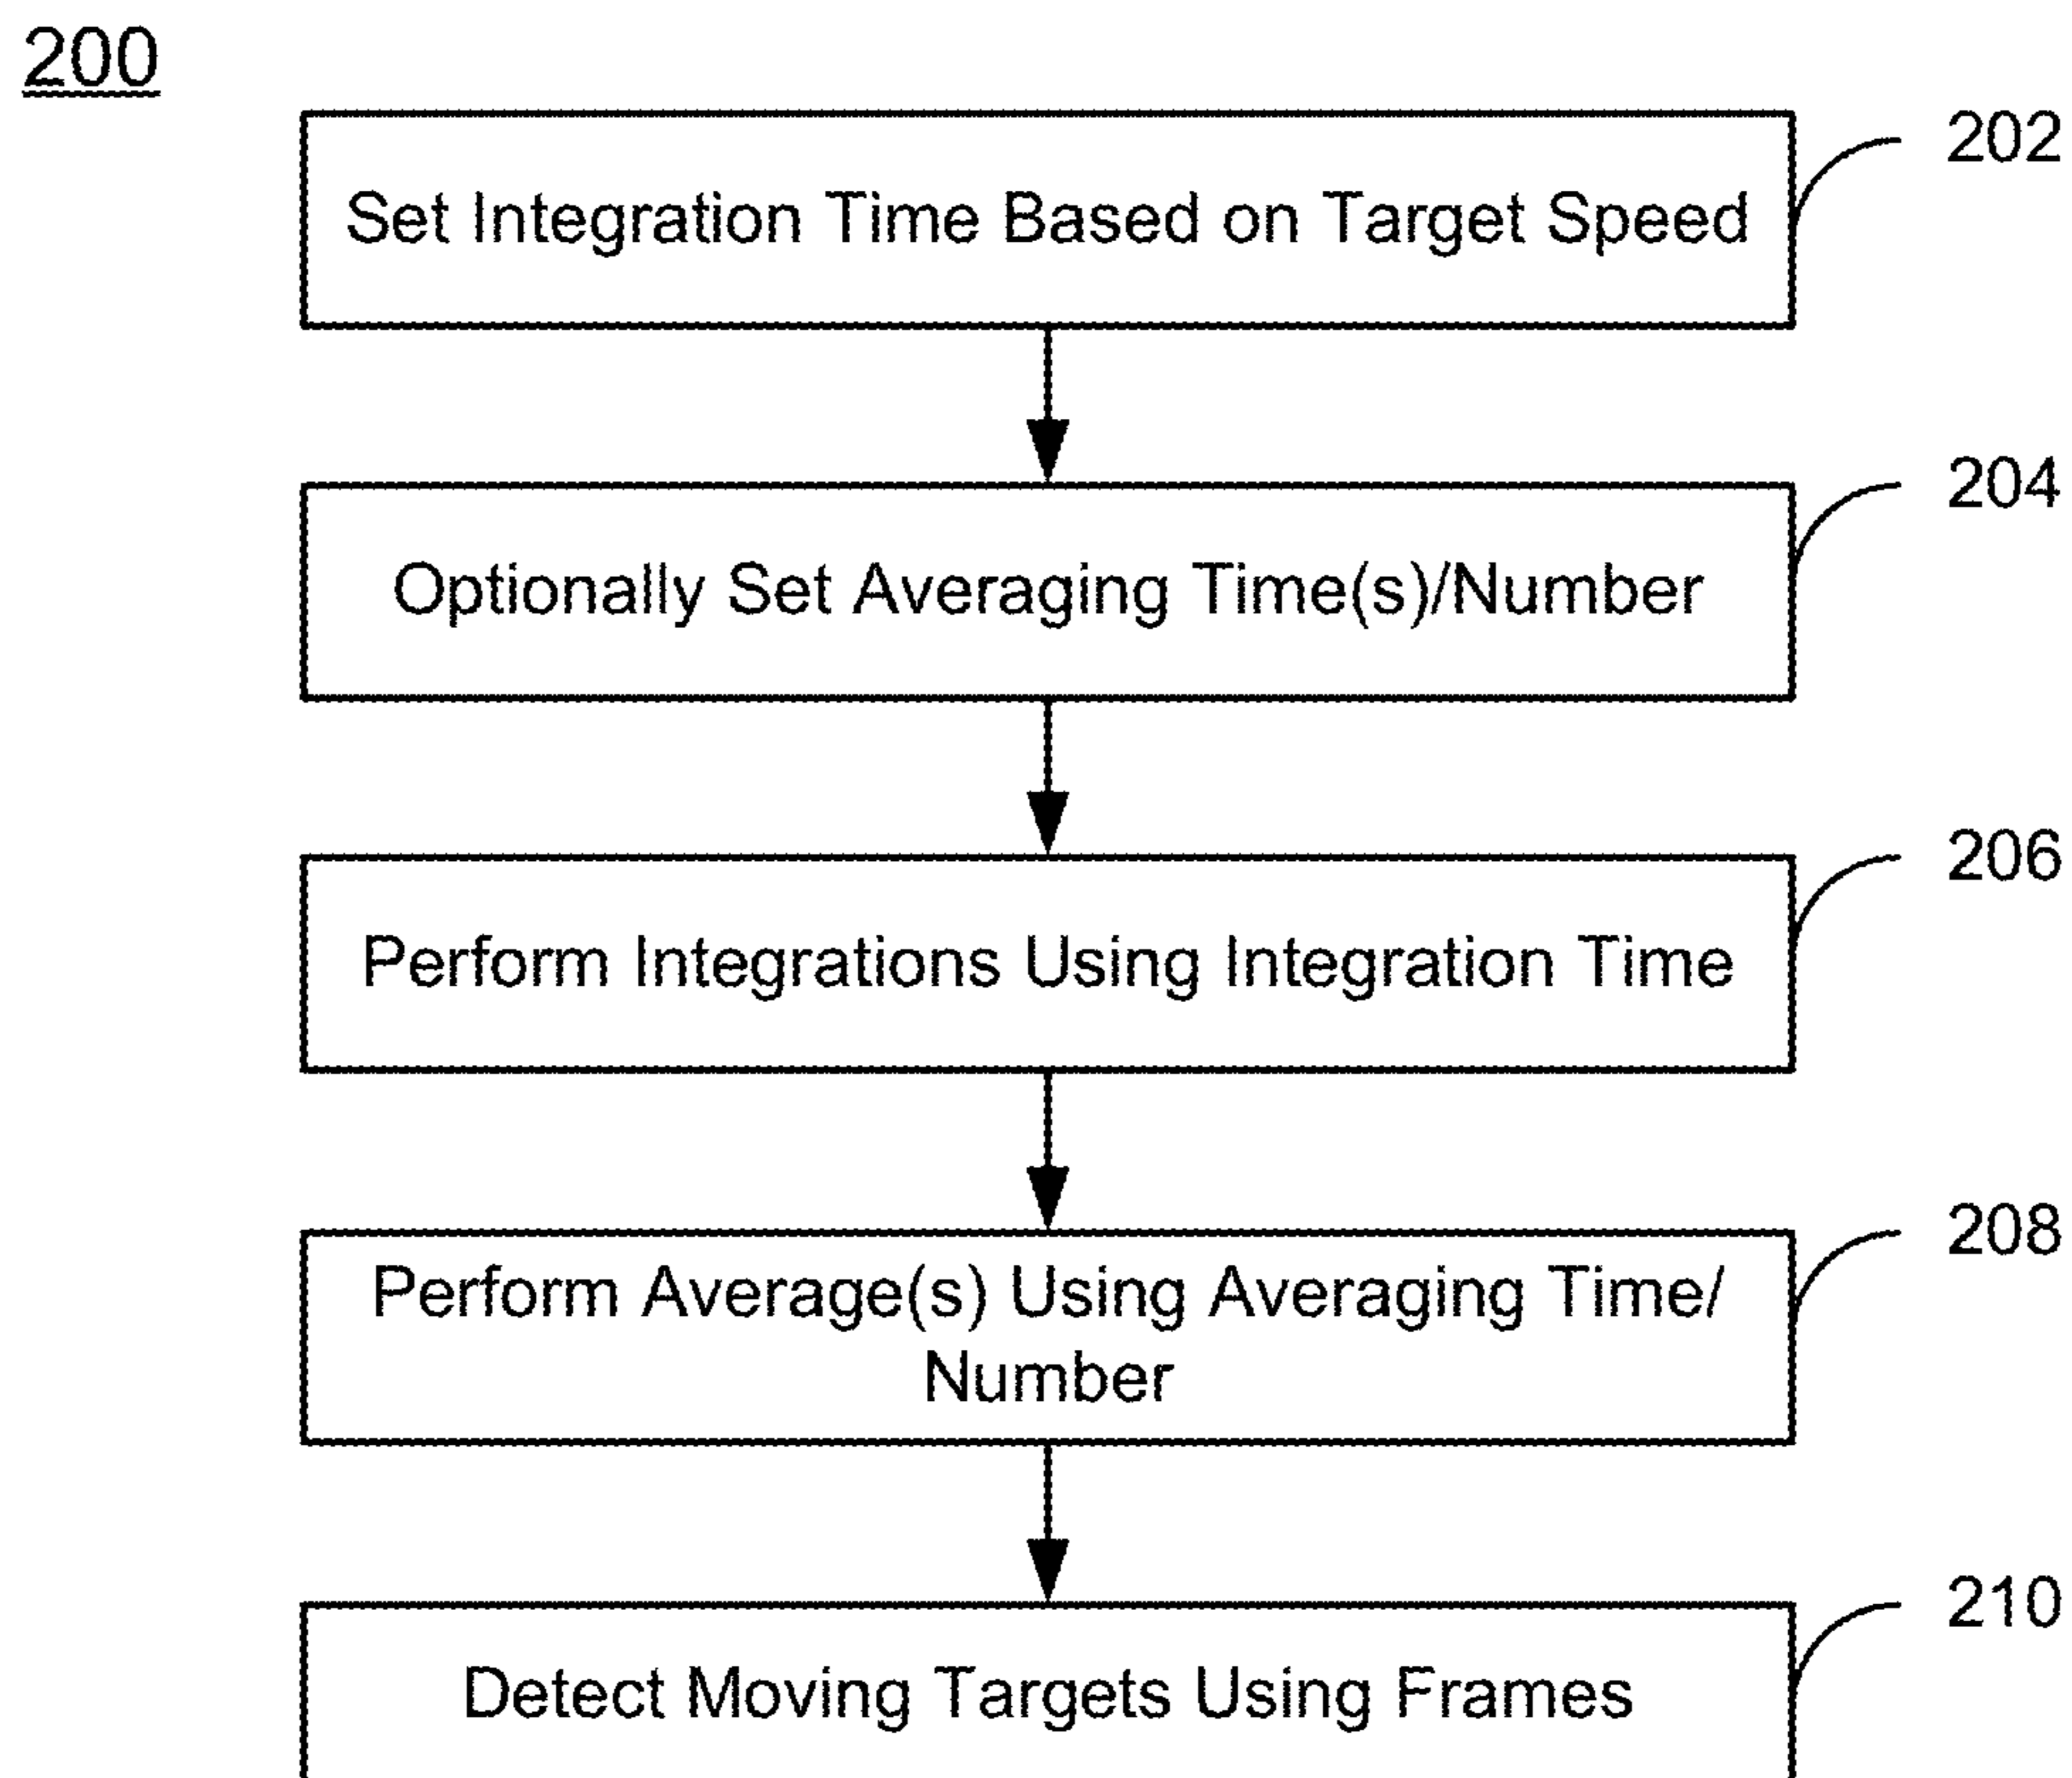 200
202
Set Integration Time Based on Target Speed
204
Optionally Set Averaging Time(s)/Number
206
Perform Integrations Using Integration Time
208
Perform Average(s) Using Averaging Time/
Number
210
Detect Moving Targets Using Frames